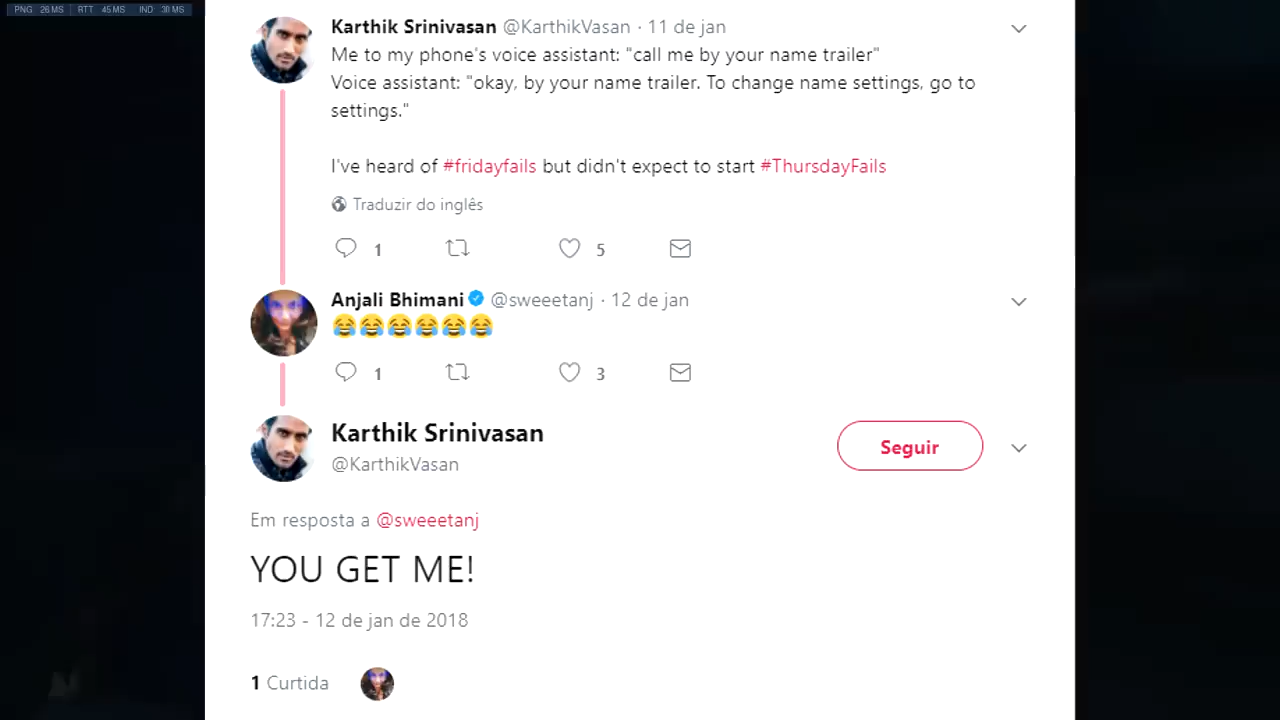 PNG 26 MS RTT 45 MS IND 30 MS
Karthik Srinivasan @KarthikVasan · 11 de jan
Me to my phone's voice assistant: "call me by your name trailer"
Voice assistant: "okay, by your name trailer. To change name settings, go to
settings."
I've heard of #fridayfails but didn't expect to start #ThursdayFails
Traduzir do inglês
1 5
Anjali Bhimani @sweeetanj · 12 de jan
😂😂😂😂😂😂
1 3
Karthik Srinivasan
@KarthikVasan
Seguir
Em resposta a @sweeetanj
YOU GET ME!
17:23 - 12 de jan de 2018
1 Curtida